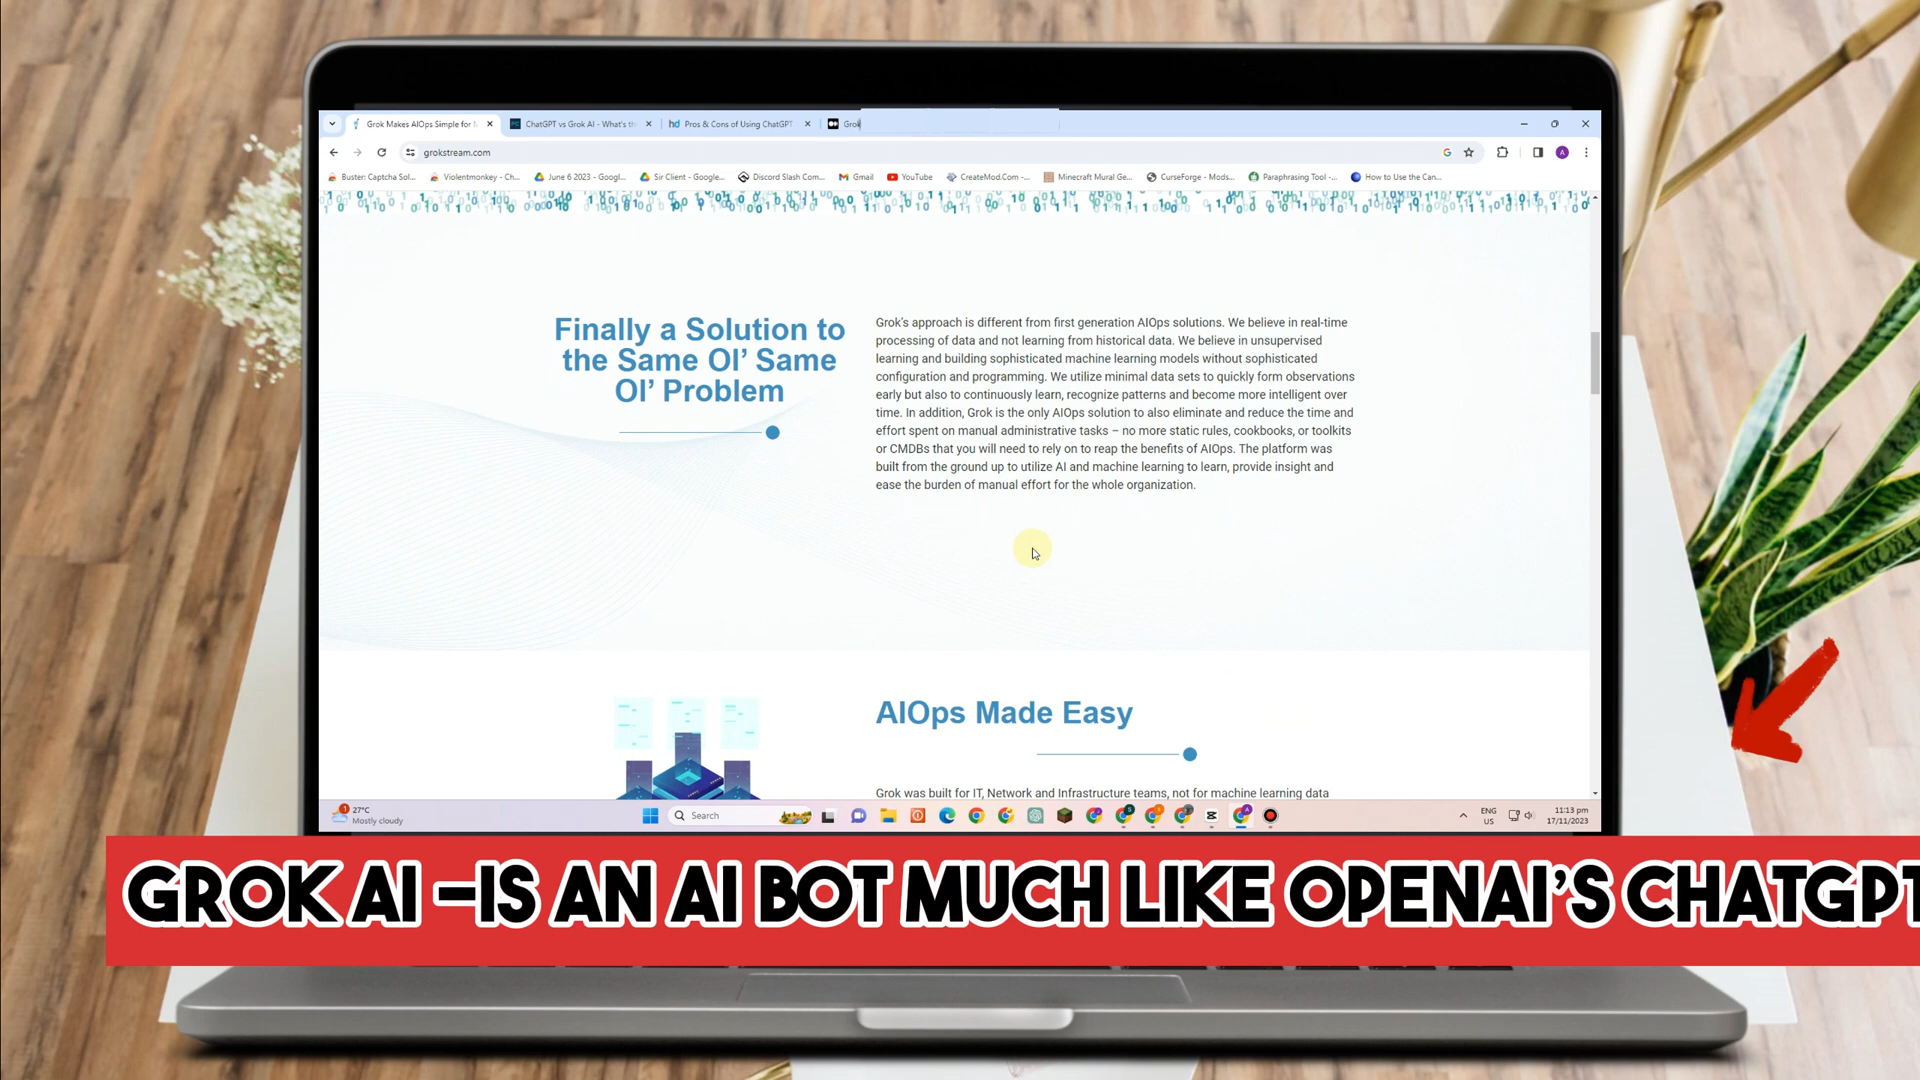 Grok Makes AIOps Simple for
ChatGPT vs Grok AI - What's th
hd Pros & Cons of Using ChatGPT
Grok
grokstream.com
Buster: Captcha Sol...
Violentmonkey - Ch...
June 6 2023 - Googl...
Sir Client - Google...
Discord Slash Com...
Gmail
YouTube
CreateMod.Com -...
Minecraft Mural Ge...
CurseForge - Mods...
Paraphrasing Tool -...
How to Use the Can...
Finally a Solution to
the Same Ol' Same
Ol' Problem
Grok's approach is different from first generation AIOps solutions. We believe in real-time
processing of data and not learning from historical data. We believe in unsupervised
learning and building sophisticated machine learning models without sophisticated
configuration and programming. We utilize minimal data sets to quickly form observations
early but also to continuously learn, recognize patterns and become more intelligent over
time. In addition, Grok is the only AIOps solution to also eliminate and reduce the time and
effort spent on manual administrative tasks – no more static rules, cookbooks, or toolkits
or CMDBs that you will need to rely on to reap the benefits of AIOps. The platform was
built from the ground up to utilize AI and machine learning to learn, provide insight and
ease the burden of manual effort for the whole organization.
AIOps Made Easy
Grok was built for IT, Network and Infrastructure teams, not for machine learning data
27°C
Mostly cloudy
Search
ENG
US
11:13 pm
17/11/2023
GROK AI –IS AN AI BOT MUCH LIKE OPENAI'S CHATGPT